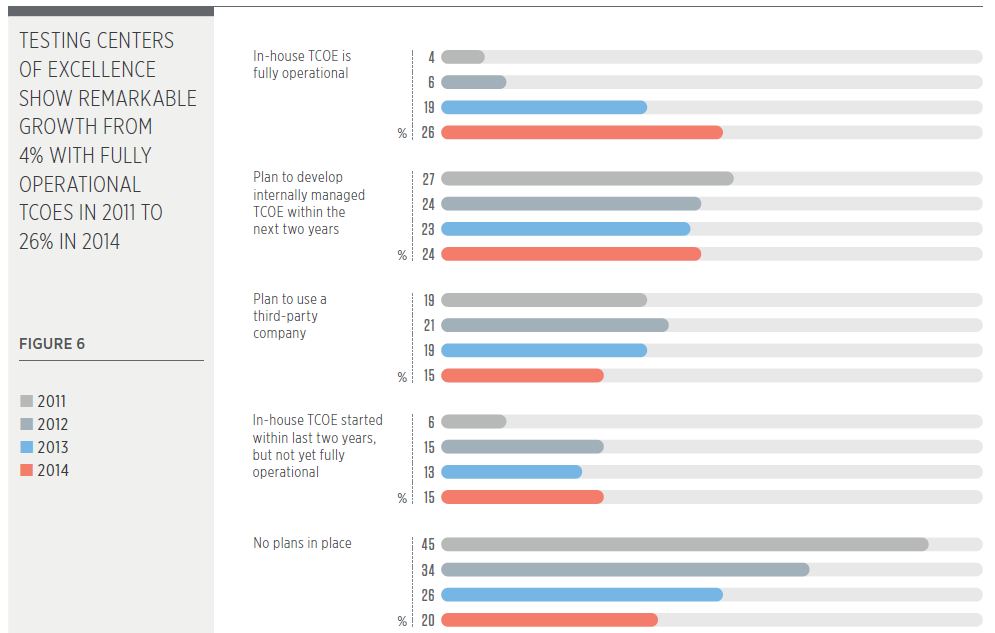 TESTING CENTERS
OF EXCELLENCE
SHOW REMARKABLE
GROWTH FROM
4% WITH FULLY
OPERATIONAL
TCOES IN 2011 TO
26% IN 2014
FIGURE 6
2011
2012
2013
2014
In-house TCOE is
fully operational
4
6
19
% 26
Plan to develop
internally managed
TCOE within the
next two years
27
24
23
% 24
Plan to use a
third-party
company
19
21
19
% 15
In-house TCOE started
within last two years,
but not yet fully
operational
6
15
13
% 15
No plans in place
45
34
26
% 20